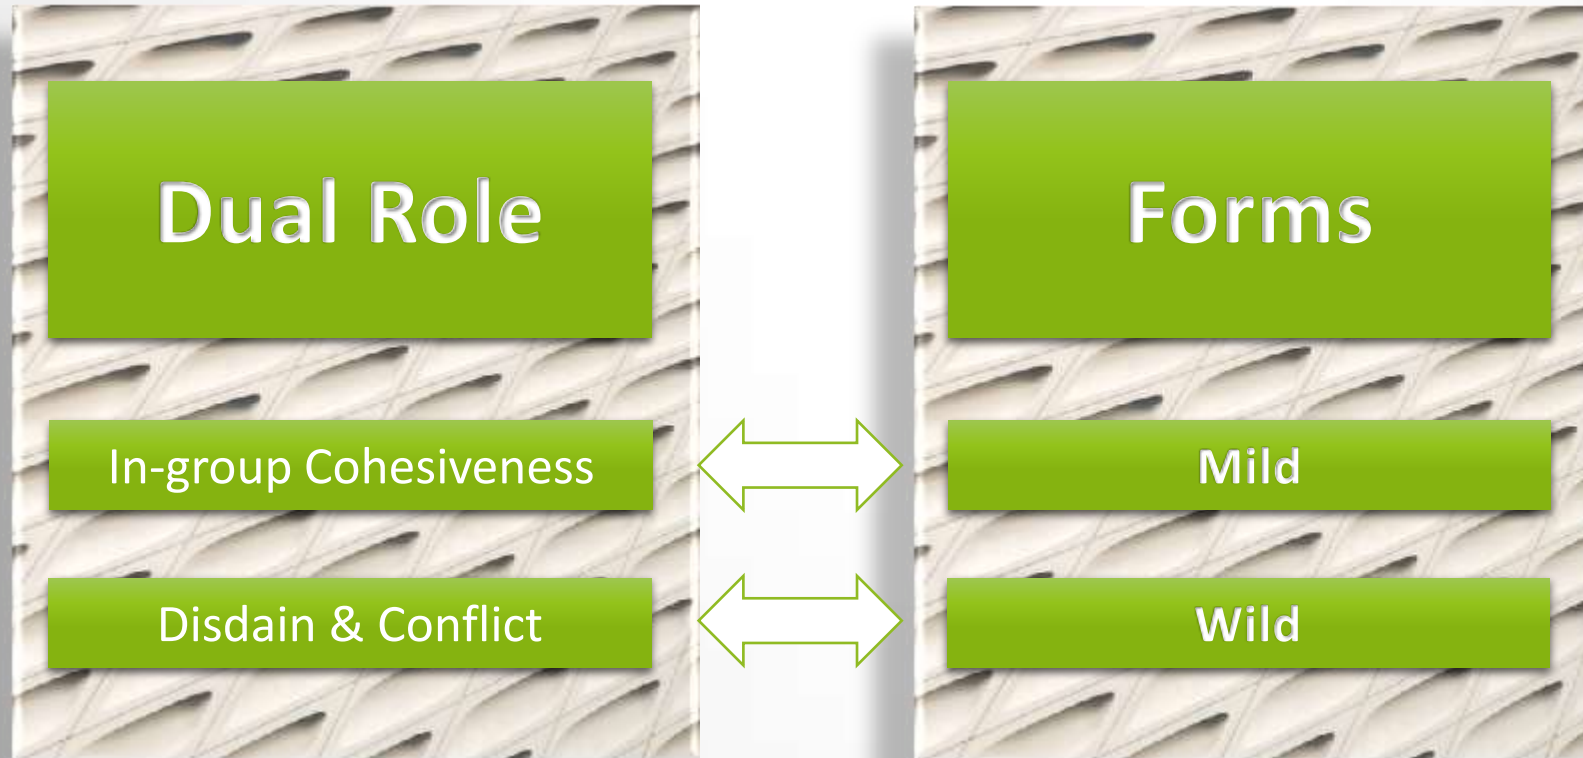 Dual Role
Forms
In-group Cohesiveness
Mild
Disdain & Conflict
Wild